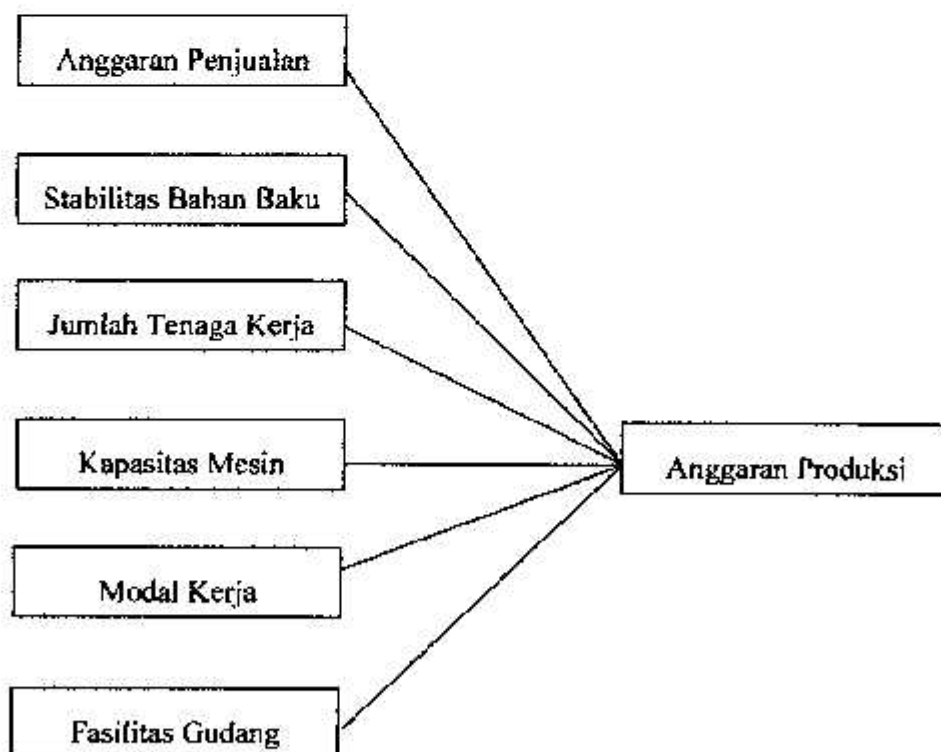 Anggaran Penjualan
Stabilitas Bahan Baku
Jumlah Tenaga Kerja
Kapasitas Mesin
Anggaran Produksi
Modal Kerja
Fasilitas Gudang